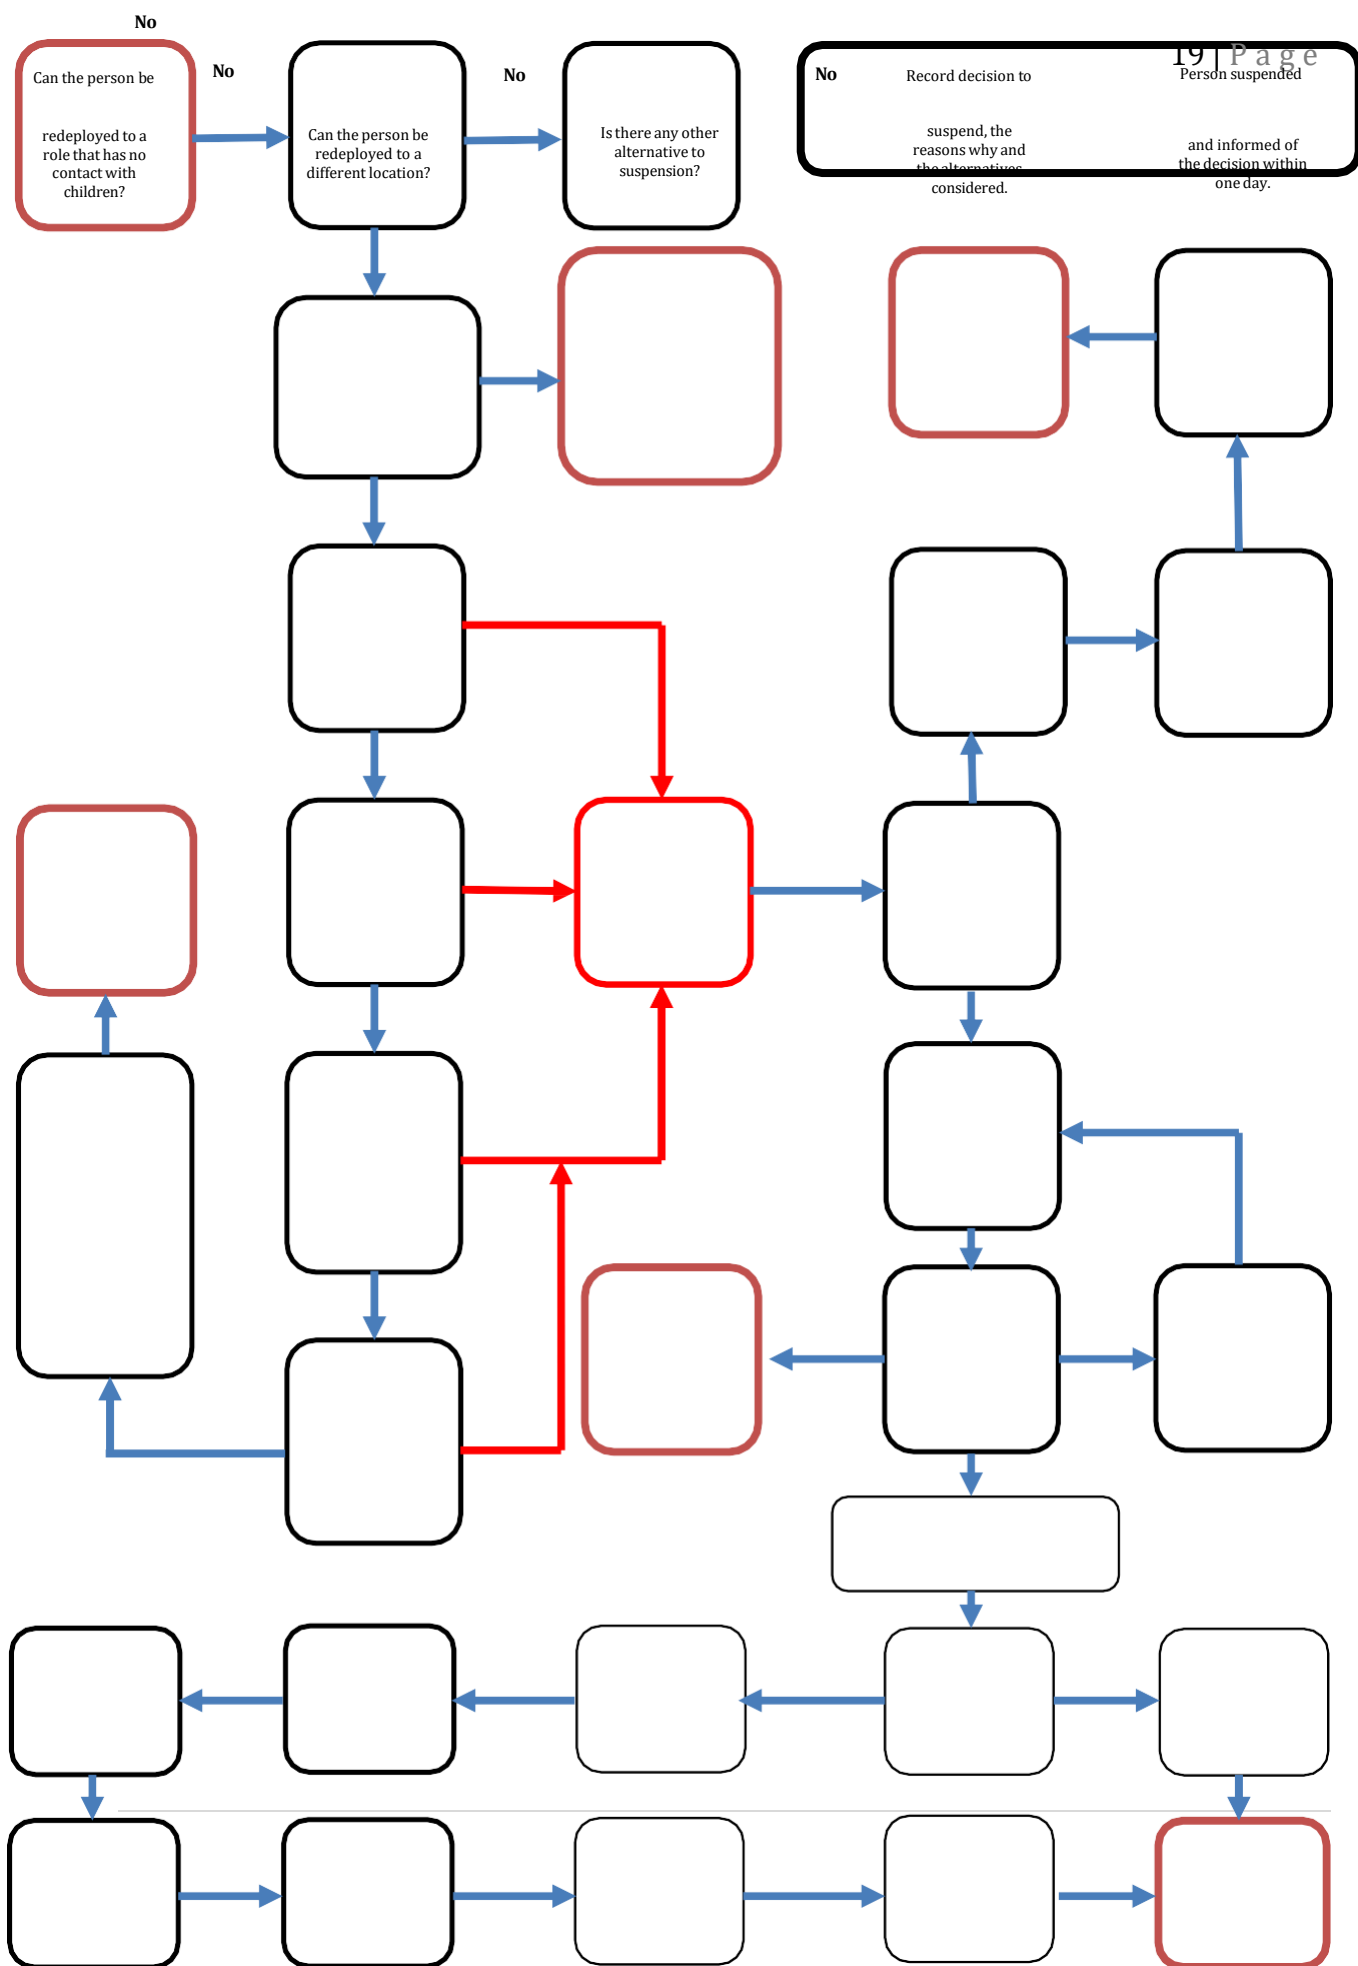 No
Can the person be
redeployed to a
role that has no
contact with
children?
No
Can the person be
redeployed to a
different location?
No
Is there any other
alternative to
suspension?
No
Record decision to
suspend, the
reasons why and
the alternatives
considered.
19 | Page
Person suspended
and informed of
the decision within
one day.